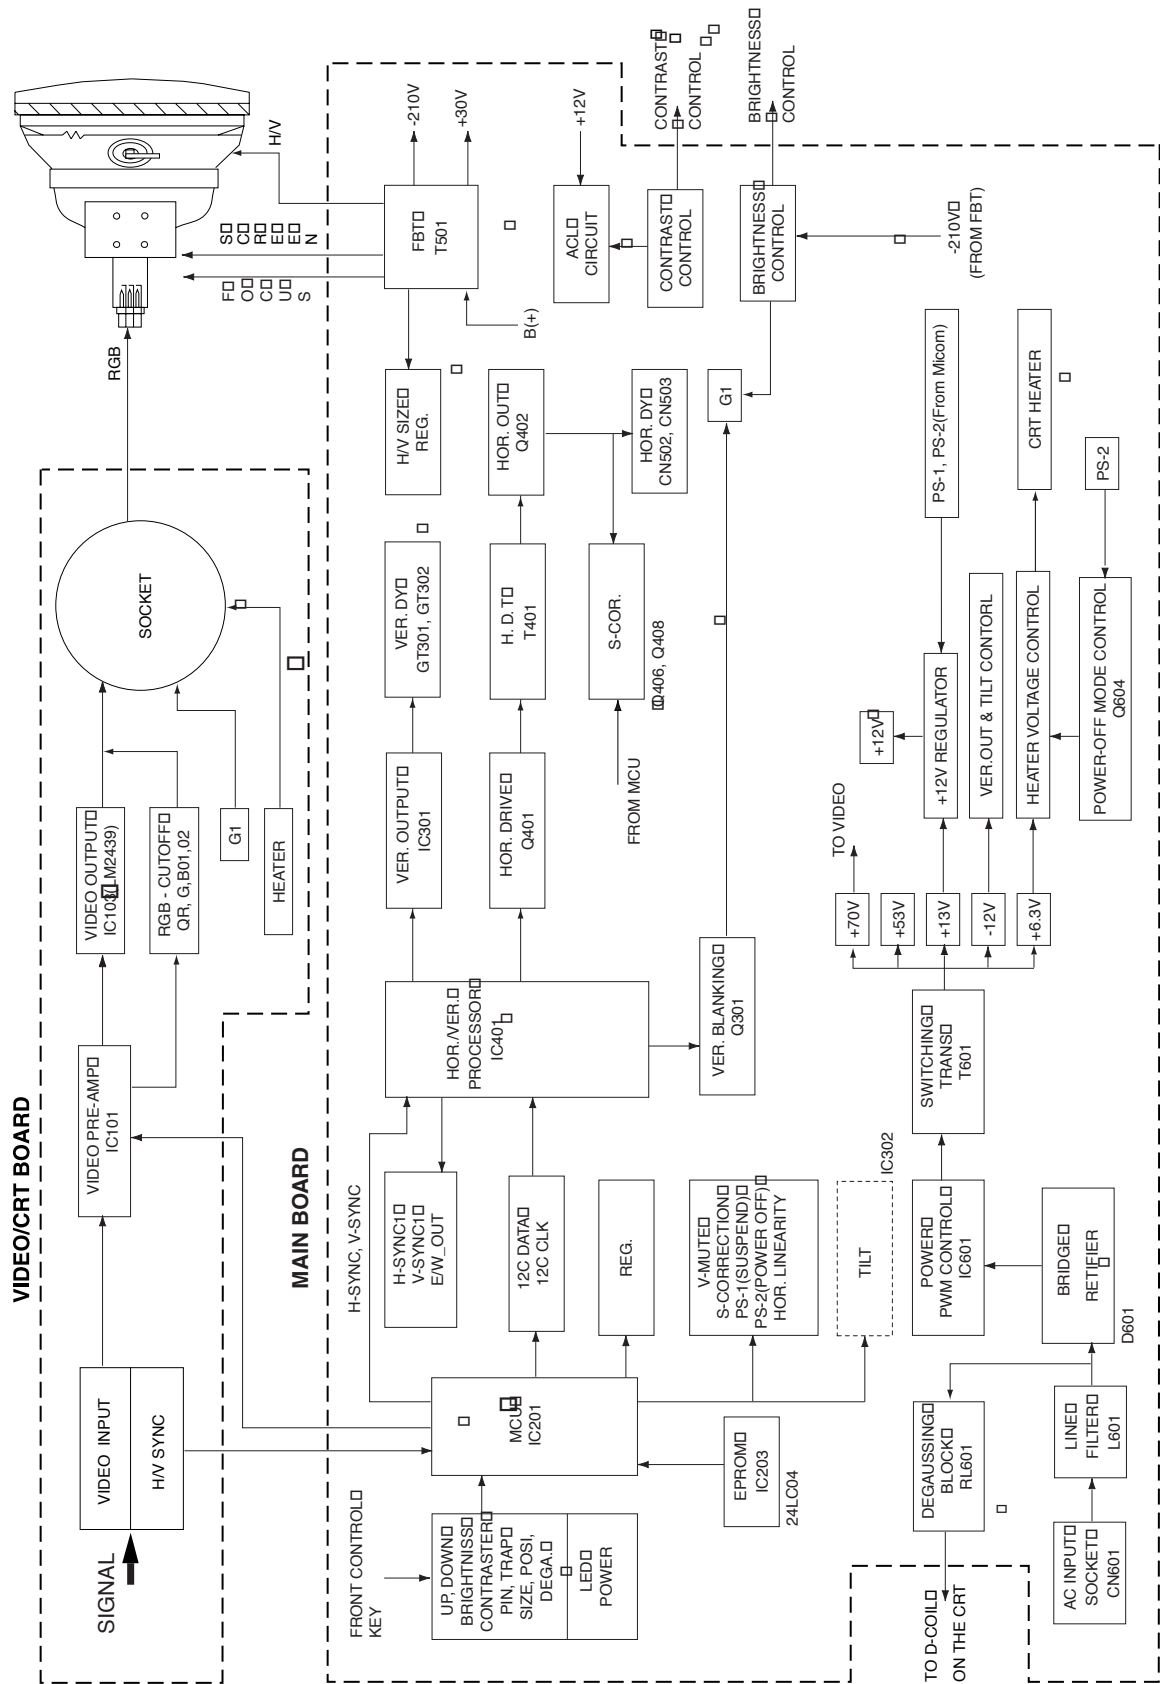 VIDEO/CRT BOARD
SIGNAL
VIDEO INPUT
H/V SYNC
VIDEO PRE-AMP
IC101
VIDEO OUTPUT
IC103(LM2439)
RGB - CUTOFF
QR, G,B01,02
G1
HEATER
SOCKET
RGB
FOCUS
SCREEN
H/V
MAIN BOARD
FRONT CONTROL
KEY
UP, DOWN
BRIGHTNISS
CONTRASTER
PIN, TRAP
SIZE, POSI,
DEGA.
LED
POWER
H-SYNC, V-SYNC
MCU
IC201
EPROM
IC203
24LC04
H-SYNC1
V-SYNC1
E/W_OUT
12C DATA
12C CLK
REG.
V-MUTE
S-CORRECTION
PS-1(SUSPEND)
PS-2(POWER OFF)
HOR. LINEARITY
TILT
IC302
HOR./VER.
PROCESSOR
IC401
VER. BLANKING
Q301
VER. OUTPUT
IC301
HOR. DRIVE
Q401
FROM MCU
VER. DY
GT301, GT302
H. D. T
T401
S-COR.
Q406, Q408
H/V SIZE
REG.
HOR. OUT
Q402
HOR. DY
CN502, CN503
G1
FBT
T501
B(+)
-210V
+30V
+12V
ACL
CIRCUIT
CONTRAST
CONTROL
CONTRAST
CONTROL
BRIGHTNESS
CONTROL
BRIGHTNESS
CONTROL
-210V
(FROM FBT)
AC INPUT
SOCKET
CN601
LINE
FILTER
L601
DEGAUSSING
BLOCK
RL601
TO D-COIL
ON THE CRT
BRIDGE
RETIFIER
D601
POWER
PWM CONTROL
IC601
SWITCHING
TRANS
T601
+70V
+53V
+13V
-12V
+6.3V
TO VIDEO
+12V
+12V REGULATOR
VER.OUT & TILT CONTORL
HEATER VOLTAGE CONTROL
POWER-OFF MODE CONTROL
Q604
PS-1, PS-2(From Micom)
CRT HEATER
PS-2